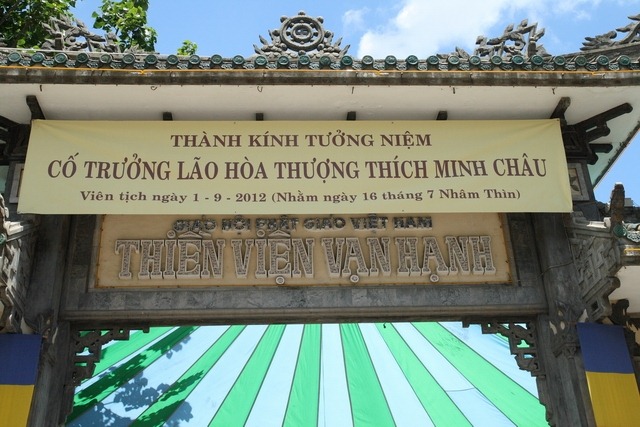 THÀNH KÍNH TƯỞNG NIỆM
CỐ TRƯỞNG LÃO HÒA THƯỢNG THÍCH MINH CHÂU
Viên tịch ngày 1 - 9 - 2012 (Nhằm ngày 16 tháng 7 Nhâm Thìn)
GIÁO HỘI PHẬT GIÁO VIỆT NAM
THIỀN VIỆN VẠN HẠNH